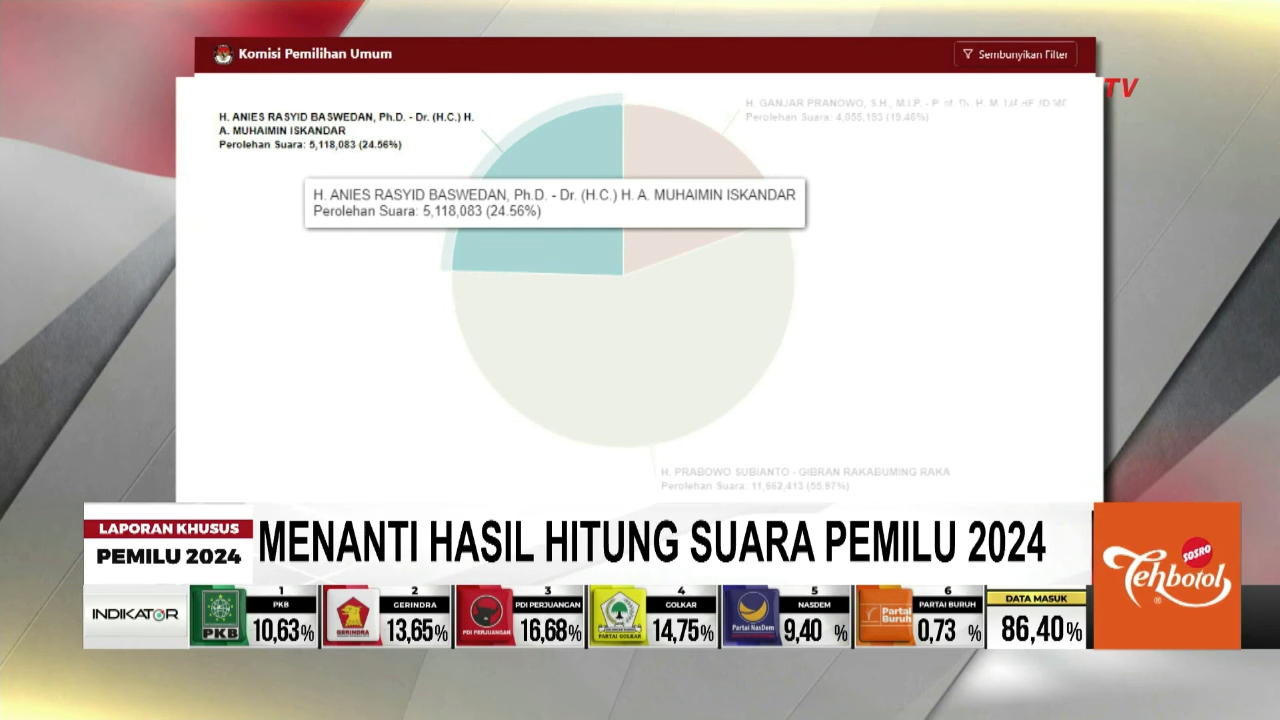 Komisi Pemilihan Umum
Sembunyikan Filter
TV
H. ANIES RASYID BASWEDAN, Ph.D. - Dr. (H.C.) H.
A. MUHAIMIN ISKANDAR
Perolehan Suara: 5,118,083 (24.56%)
H. GANJAR PRANOWO, S.H., M.I.P. - Prof. Dr. H. M.
Perolehan Suara: 4,055,193 (19.46%)
H. ANIES RASYID BASWEDAN, Ph.D. - Dr. (H.C.) H. A. MUHAIMIN ISKANDAR
Perolehan Suara: 5,118,083 (24.56%)
H. PRABOWO SUBIANTO - GIBRAN RAKABUMING RAKA
Perolehan Suara: 11,662,413 (55.97%)
LAPORAN KHUSUS
PEMILU 2024
MENANTI HASIL HITUNG SUARA PEMILU 2024
INDIKATOR
PKB
1
PKB
10,63%
GERINDRA
2
GERINDRA
13,65%
PDI PERJUANGAN
3
PDI PERJUANGAN
16,68%
PARTAI GOLKAR
4
GOLKAR
14,75%
Partai NasDem
5
NASDEM
9,40 %
Partai
Buruh
6
PARTAI BURUH
0,73 %
DATA MASUK
86,40%
SOSRO
Tehbotol
®